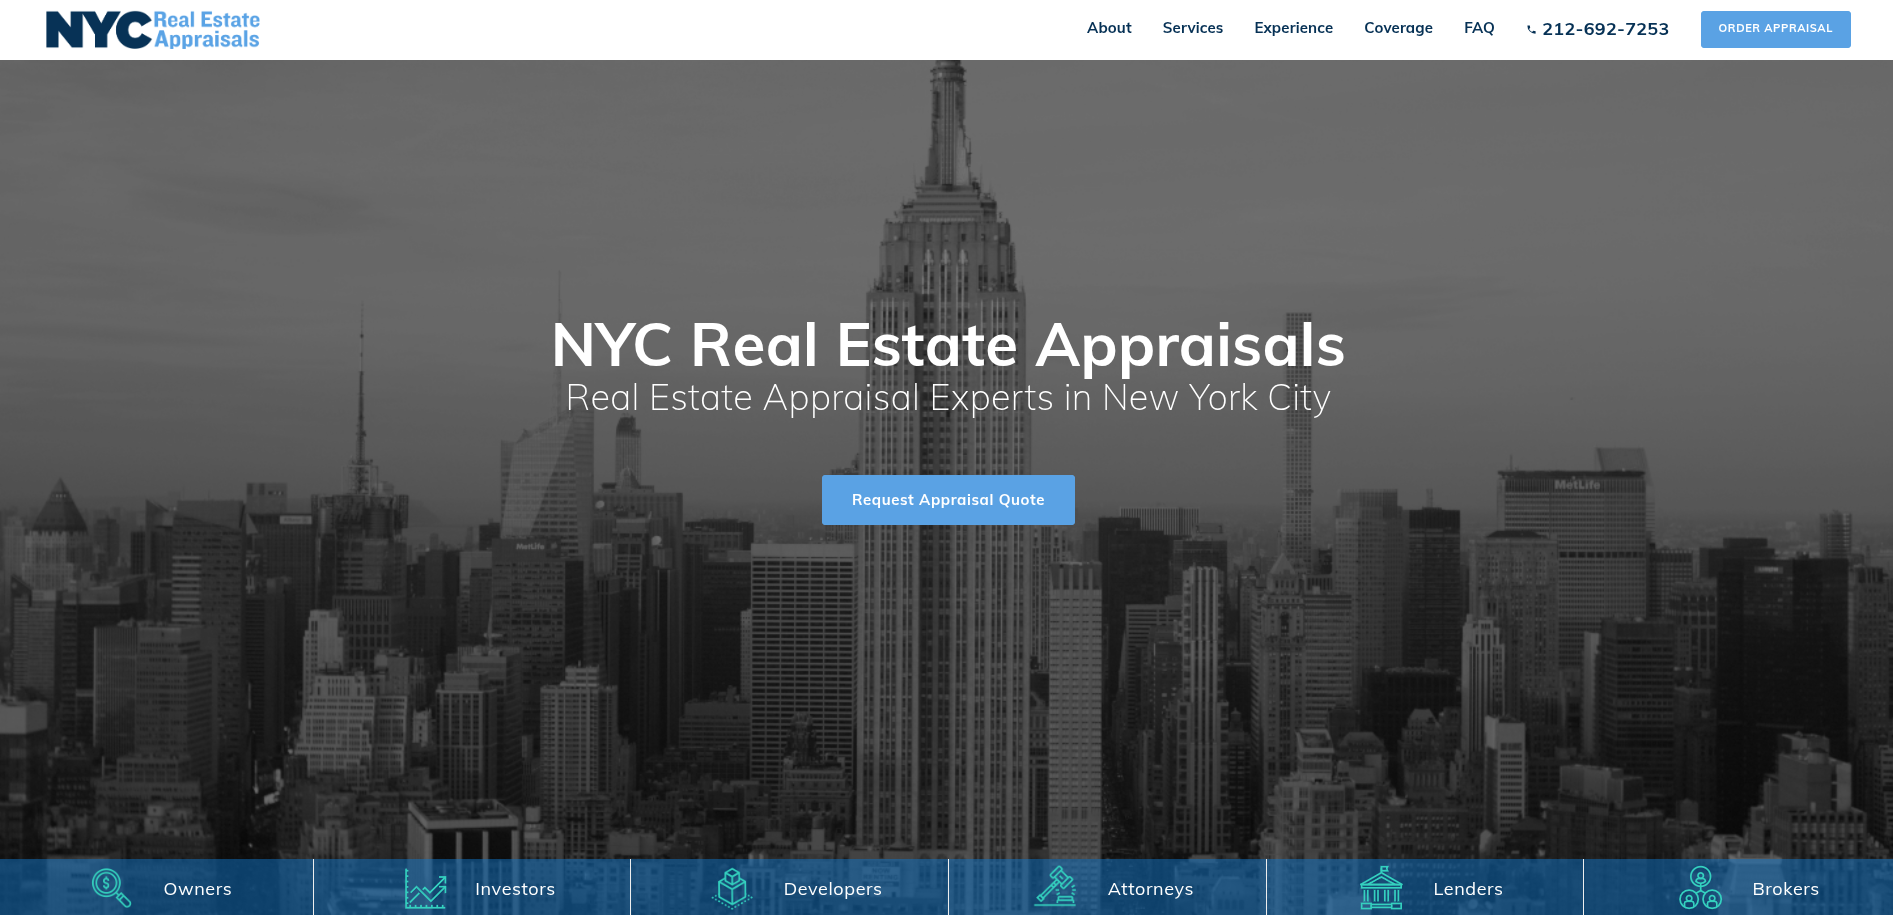 NYC Real Estate
Appraisals
About Services Experience Coverage FAQ 212-692-7253 ORDER APPRAISAL
NYC Real Estate Appraisals
Real Estate Appraisal Experts in New York City
MetLife
Request Appraisal Quote
MetLife
Owners Investors Developers Attorneys Lenders Brokers